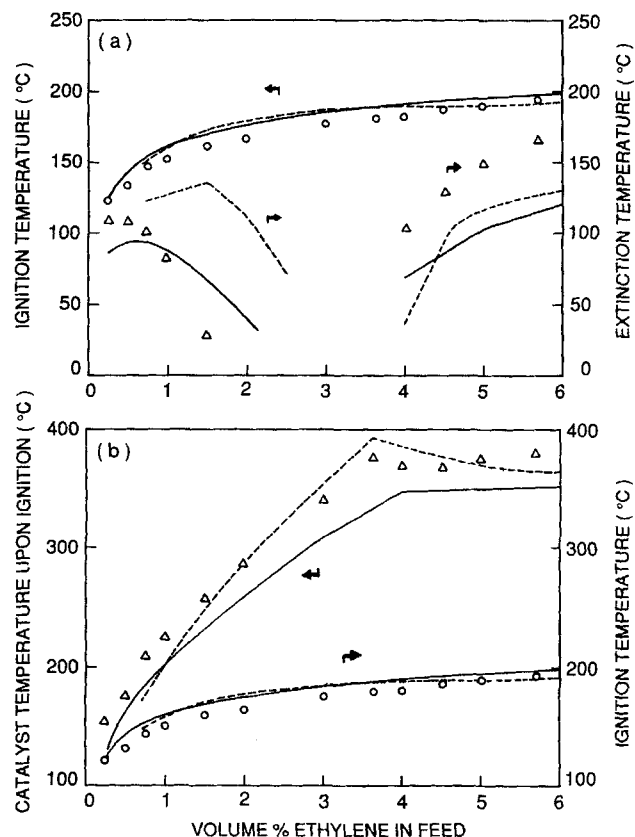 (a)
IGNITION TEMPERATURE (°C)
250
200
150
100
50
0
EXTINCTION TEMPERATURE (°C)
250
200
150
100
50
0
0 1 2 3 4 5 6
(b)
CATALYST TEMPERATURE UPON IGNITION (°C)
400
300
200
100
IGNITION TEMPERATURE (°C)
400
300
200
100
0 1 2 3 4 5 6
VOLUME % ETHYLENE IN FEED